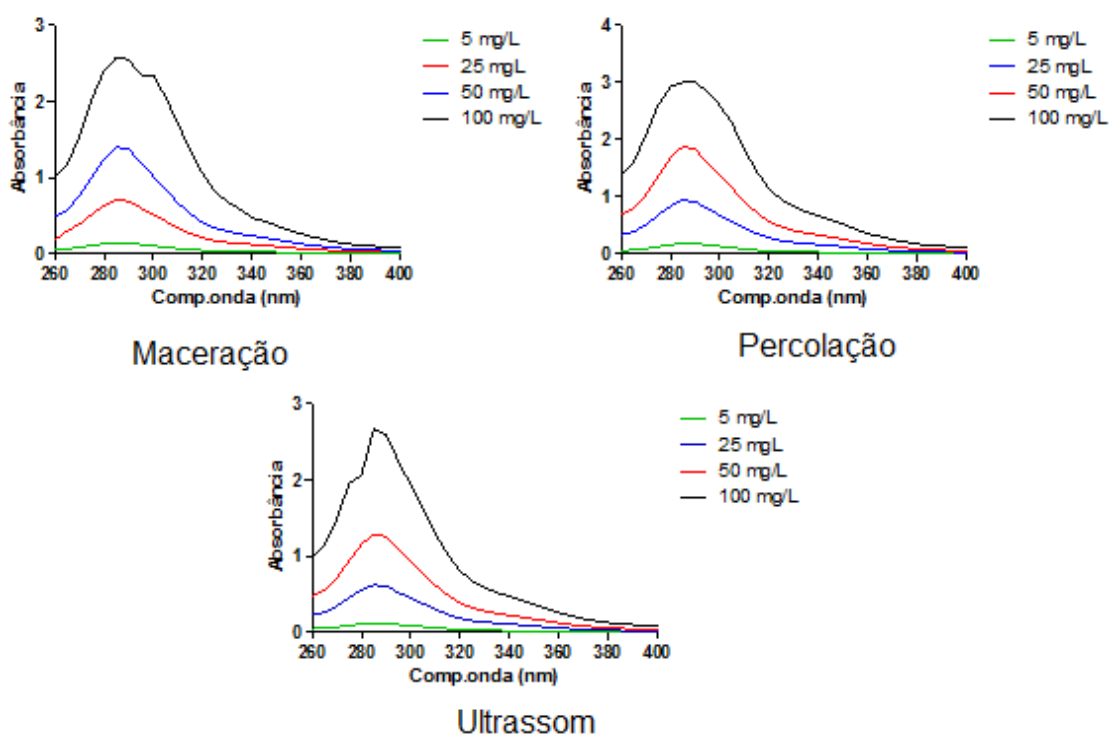 3
2
1
0
Absorbância
260 280 300 320 340 360 380 400
Comp.onda (nm)
5 mg/L
25 mgL
50 mg/L
100 mg/L
Maceração
4
3
2
1
0
Absorbância
260 280 300 320 340 360 380 400
Comp.onda (nm)
5 mg/L
25 mg/L
50 mg/L
100 mg/L
Percolação
3
2
1
0
Absorbância
260 280 300 320 340 360 380 400
Comp.onda (nm)
5 mg/L
25 mgL
50 mg/L
100 mg/L
Ultrassom